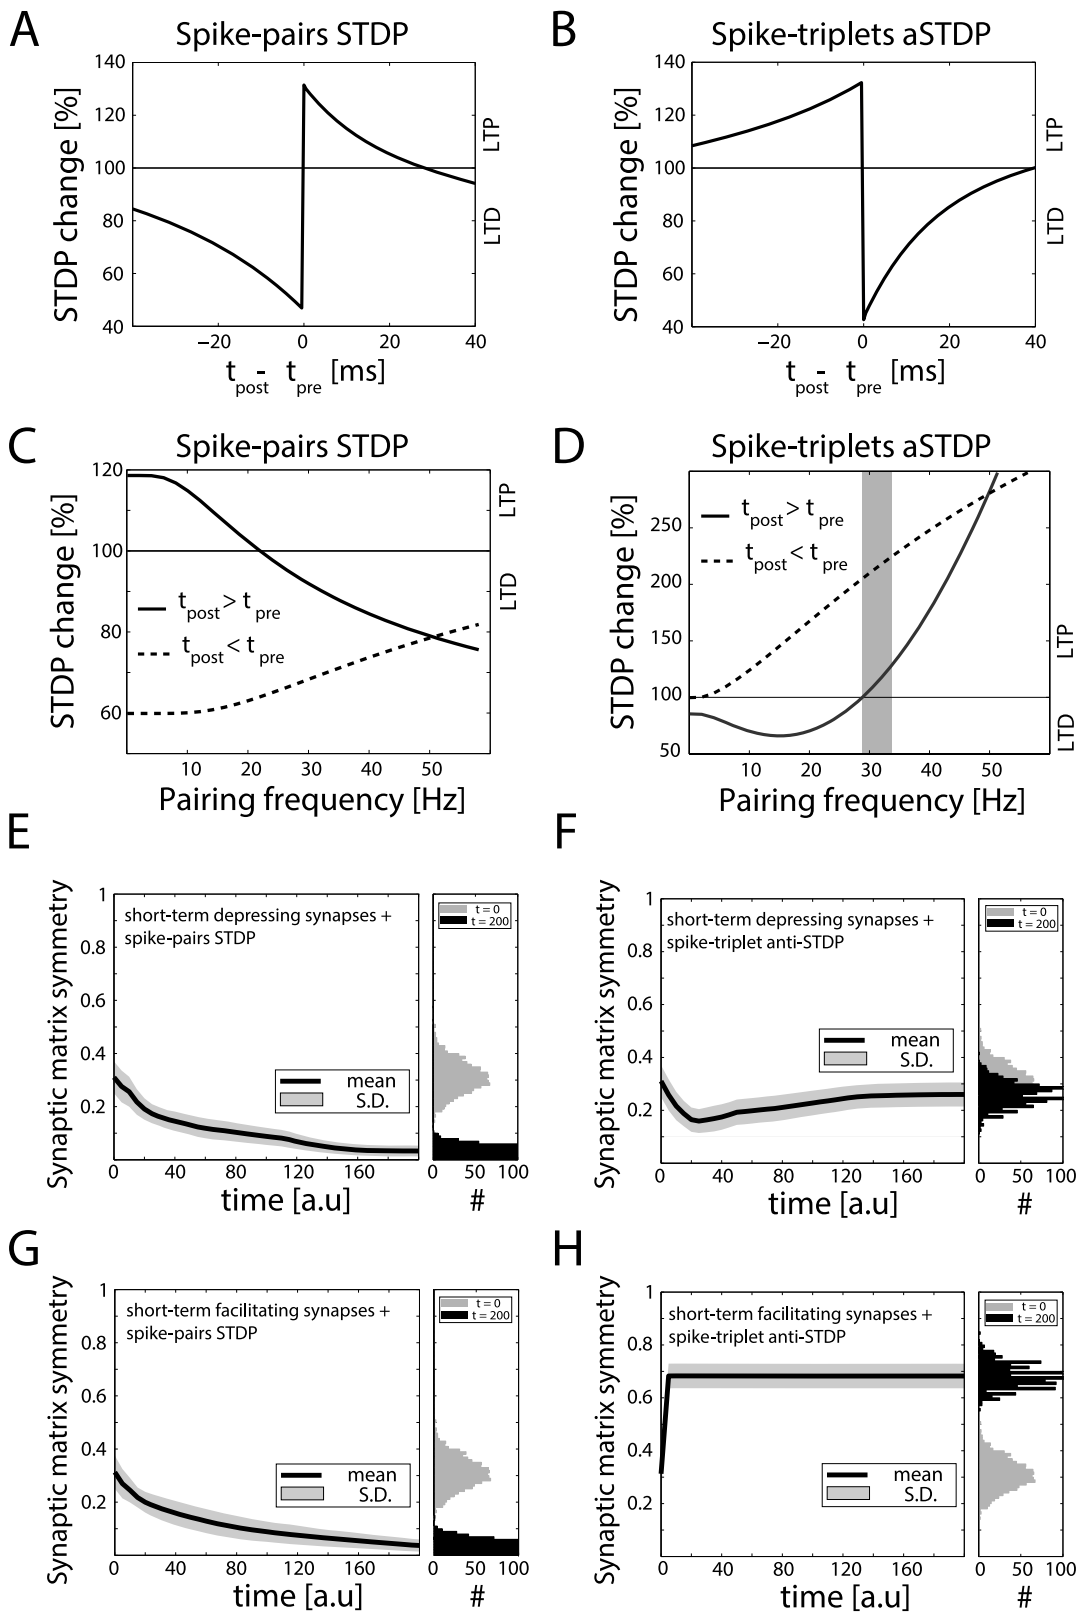 A
Spike-pairs STDP
140
120
100
80
60
40
STDP change [%]
LTP
LTD
−20
0
20
40
t post - t pre [ms]
B
Spike-triplets aSTDP
140
120
100
80
60
40
STDP change [%]
LTP
LTD
−20
0
20
40
t post - t pre [ms]
C
Spike-pairs STDP
120
100
80
60
STDP change [%]
LTP
LTD
t post > t pre
t post < t pre
10
20
30
40
50
Pairing frequency [Hz]
D
Spike-triplets aSTDP
250
200
150
100
50
STDP change [%]
LTP
LTD
t post > t pre
t post < t pre
10
20
30
40
50
Pairing frequency [Hz]
E
Synaptic matrix symmetry
1
0.8
0.6
0.4
0.2
short-term depressing synapses +
spike-pairs STDP
mean
S.D.
0
40
80
120
160
time [a.u]
t = 0
t = 200
0
50
100
#
F
Synaptic matrix symmetry
1
0.8
0.6
0.4
0.2
short-term depressing synapses +
spike-triplet anti-STDP
mean
S.D.
0
40
80
120
160
time [a.u]
t = 0
t = 200
0
50
100
#
G
Synaptic matrix symmetry
1
0.8
0.6
0.4
0.2
short-term facilitating synapses +
spike-pairs STDP
mean
S.D.
0
40
80
120
160
time [a.u]
t = 0
t = 200
0
50
100
#
H
Synaptic matrix symmetry
1
0.8
0.6
0.4
0.2
short-term facilitating synapses +
spike-triplet anti-STDP
mean
S.D.
0
40
80
120
160
time [a.u]
t = 0
t = 200
0
50
100
#